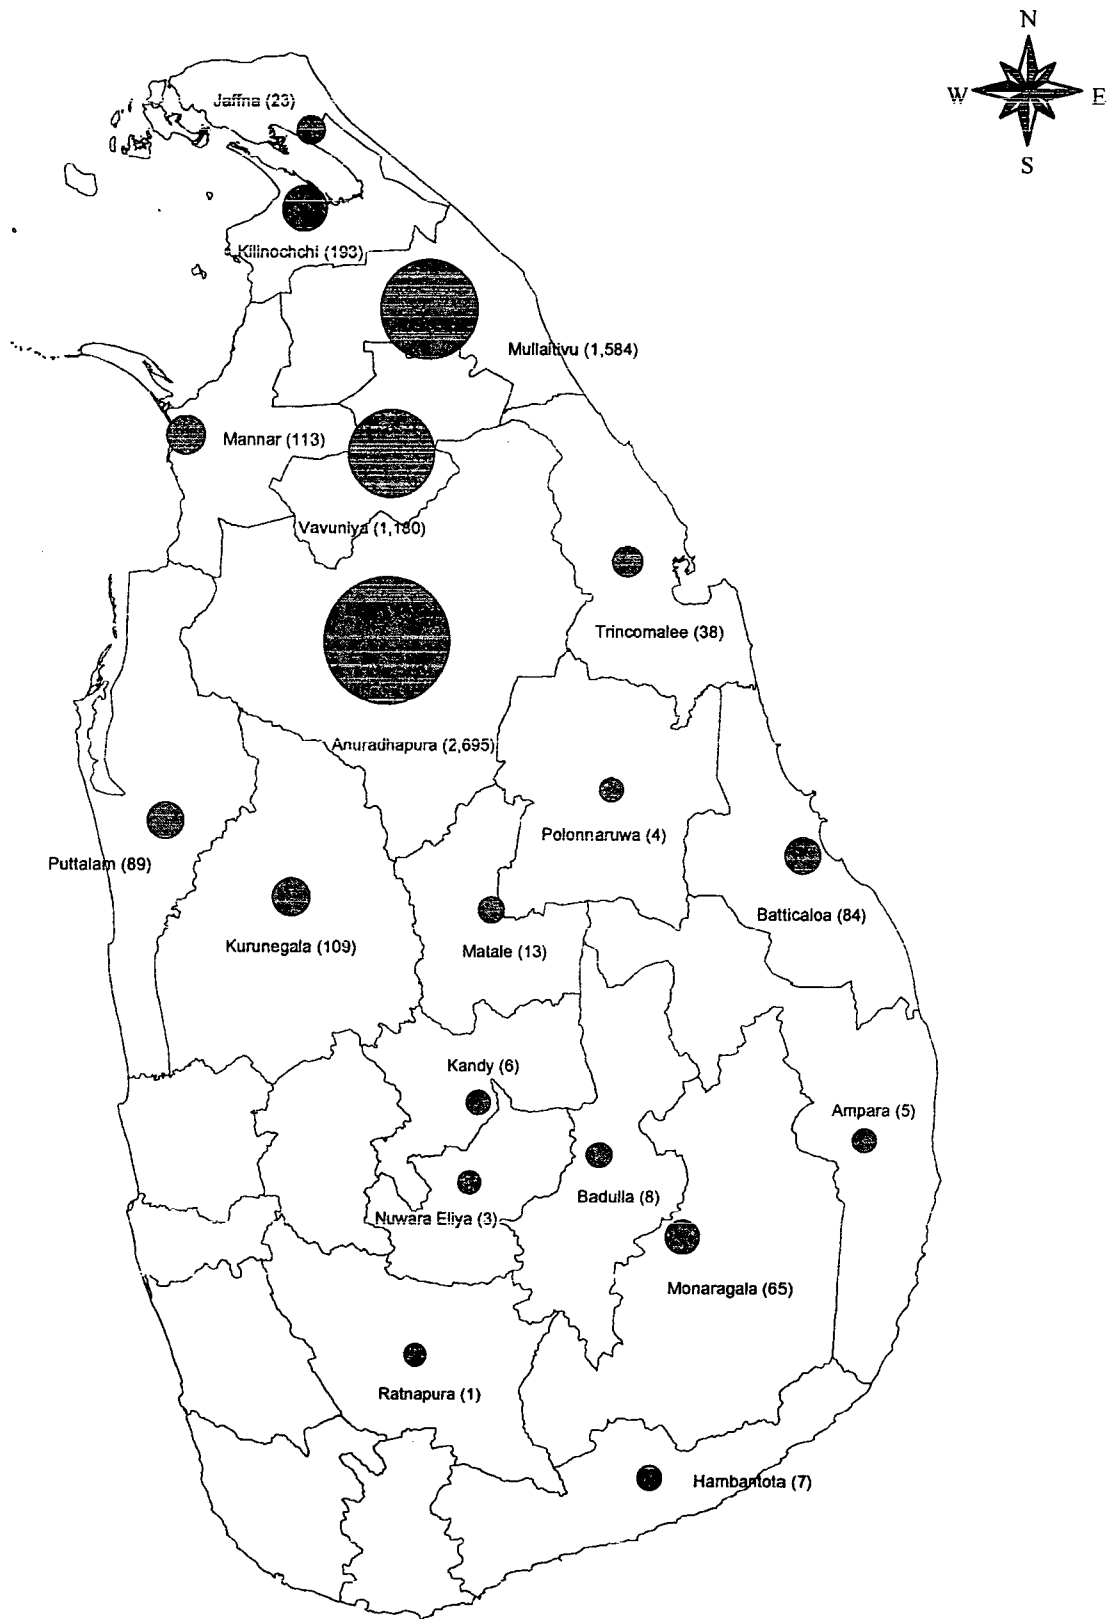 N
W E
S
Jaffna (23)
Kilinochchi (193)
Mullaitivu (1,584)
Mannar (113)
Vavuniya (1,180)
Trincomalee (38)
Anuradhapura (2,695)
Polonnaruwa (4)
Puttalam (89)
Batticaloa (84)
Kurunegala (109)
Matale (13)
Kandy (6)
Ampara (5)
Badulla (8)
Nuwara Eliya (3)
Monaragala (65)
Ratnapura (1)
Hambantota (7)